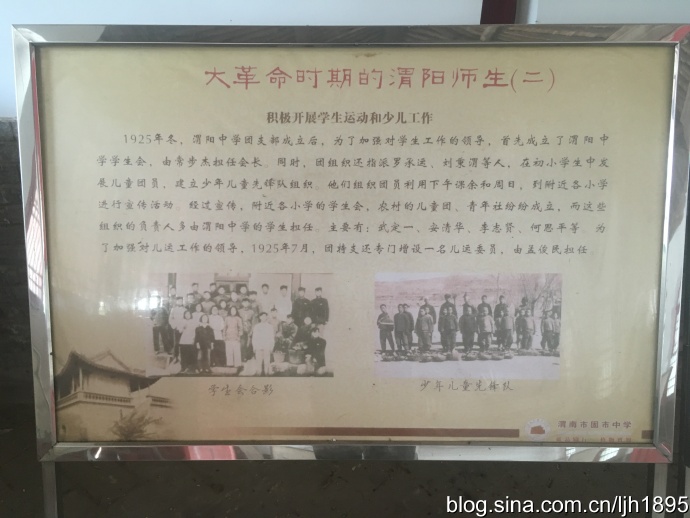 大革命时期的渭阳师生(二)
积极开展学生运动和少儿工作
1925年冬，渭阳中学团支部成立后，为了加强对学生工作的领导，首先成立了渭阳中
学学生会，由常步杰担任会长。同时，团组织还指派罗承运、刘秉渭等人，在初小学生中发
展儿童团员，建立少年儿童先锋队组织。他们组织团员利用下午课余和周日，到附近各小学
进行宣传活动。经过宣传，附近各小学的学生会，农村的儿童团、青年社纷纷成立，而这些
组织的负责人多由渭阳中学的学生担任。主要有：武定一、安清华、李志贤、何思平等。为
了加强对儿运工作的领导，1925年7月，团特支还专门增设一名儿运委员，由孟俊民担任。
学生会合影
少年儿童先锋队
渭南市固市中学
blog.sina.com.cn/ljh1895